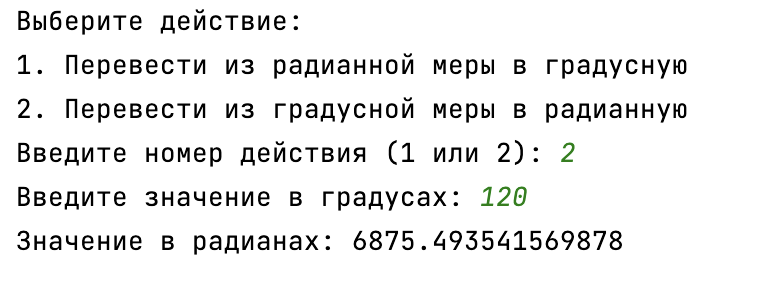 Выберите действие:
1. Перевести из радианной меры в градусную
2. Перевести из градусной меры в радианную
Введите номер действия (1 или 2): 2
Введите значение в градусах: 120
Значение в радианах: 6875.493541569878